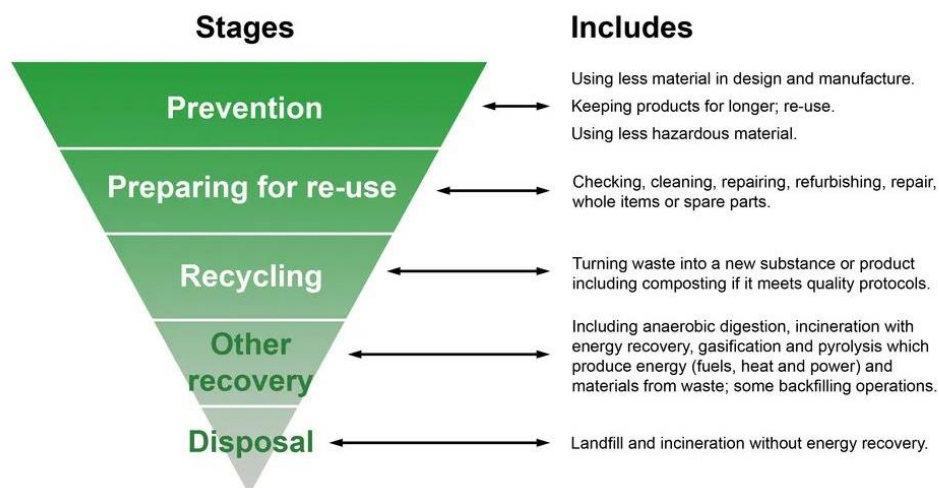 Stages
Includes
Prevention
Using less material in design and manufacture.
Keeping products for longer; re-use.
Using less hazardous material.
Preparing for re-use
Checking, cleaning, repairing, refurbishing, repair,
whole items or spare parts.
Recycling
Turning waste into a new substance or product
including composting if it meets quality protocols.
Other
recovery
Including anaerobic digestion, incineration with
energy recovery, gasification and pyrolysis which
produce energy (fuels, heat and power) and
materials from waste; some backfilling operations.
Disposal
Landfill and incineration without energy recovery.